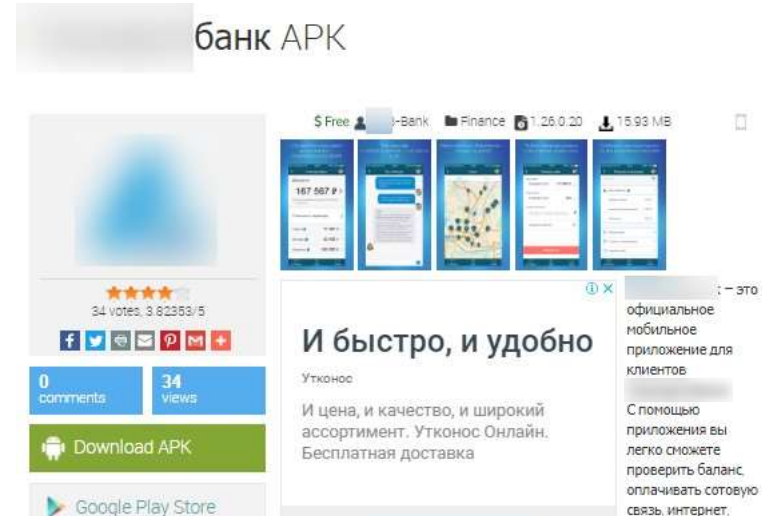 банк APK
$ Free
-Bank
Finance
1.26.0.20
15.93 MB
167 567 ₽
34 votes, 3.82353/5
0
comments
34
views
Download APK
Google Play Store
И быстро, и удобно
Утконос
И цена, и качество, и широкий
ассортимент. Утконос Онлайн.
Бесплатная доставка
– это
официальное
мобильное
приложение для
клиентов
С помощью
приложения вы
легко сможете
проверить баланс,
оплачивать сотовую
связь, интернет,